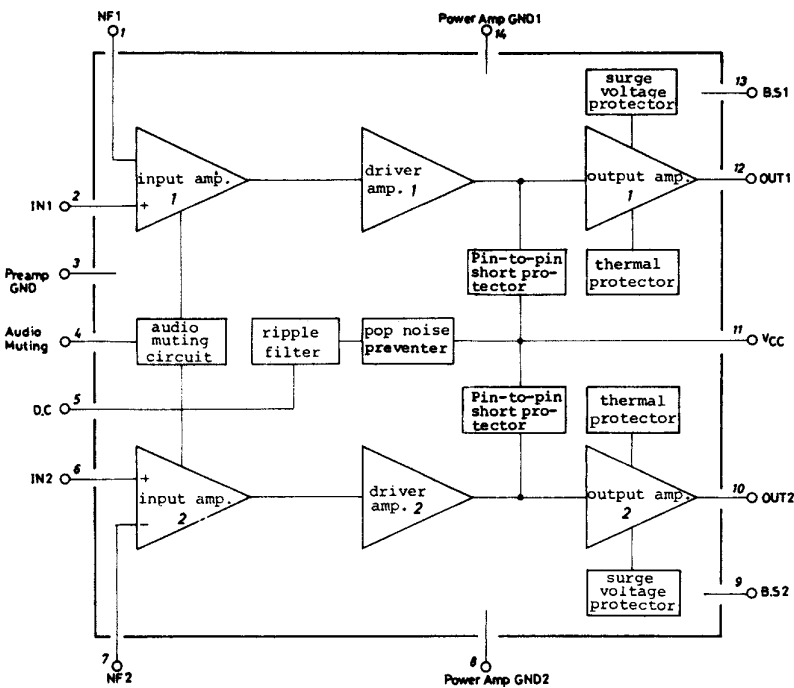 NF1
1
Power Amp GND1
14
surge
voltage
protector
13
B.S1
input amp.
1
+
driver
amp. 1
output amp.
1
12
OUT1
IN1
2
Preamp
GND
3
Pin-to-pin
short pro-
tector
thermal
protector
Audio
Muting
4
audio
muting
circuit
ripple
filter
pop noise
preventer
11
VCC
D.C
5
Pin-to-pin
short pro-
tector
thermal
protector
IN2
6
+
input amp.
2
−
driver
amp. 2
output amp.
2
10
OUT2
surge
voltage
protector
9
B.S2
7
NF2
8
Power Amp GND2